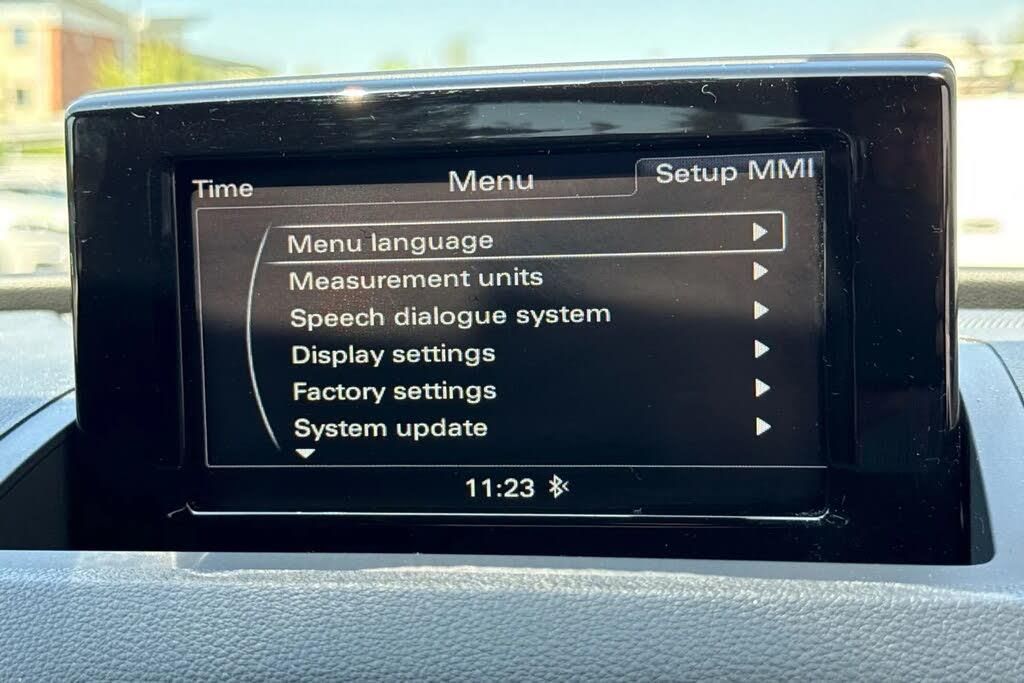 Time Menu Setup MMI
Menu language
Measurement units
Speech dialogue system
Display settings
Factory settings
System update
11:23